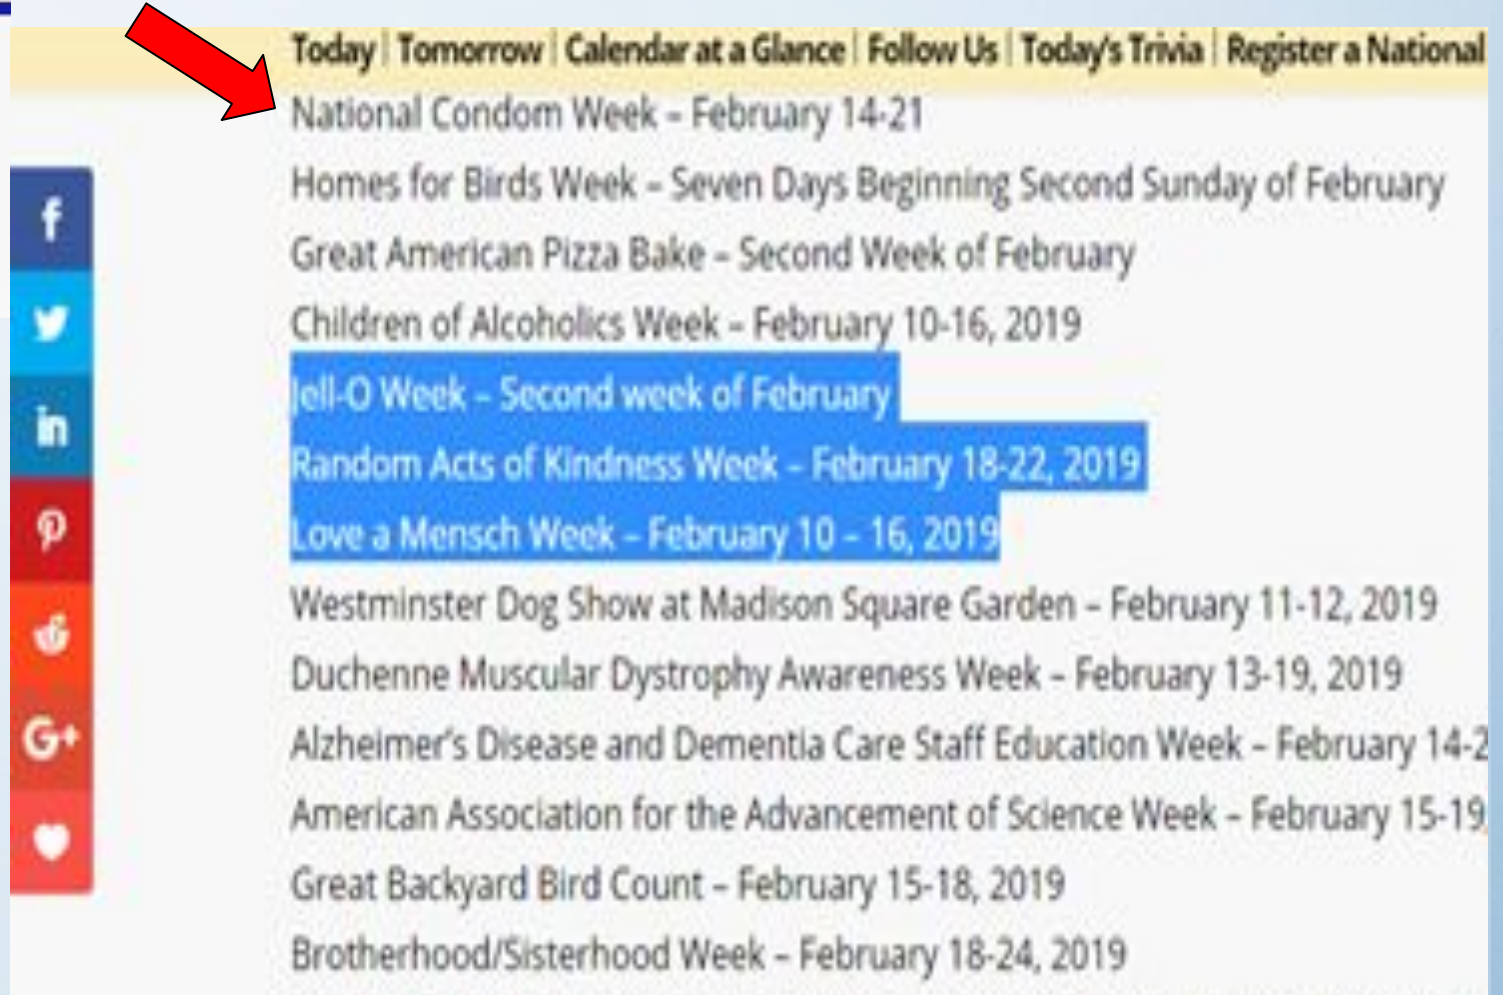 Today | Tomorrow | Calendar at a Glance | Follow Us | Today's Trivia | Register a National
National Condom Week – February 14-21
Homes for Birds Week – Seven Days Beginning Second Sunday of February
Great American Pizza Bake – Second Week of February
Children of Alcoholics Week – February 10-16, 2019
Jell-O Week – Second week of February
Random Acts of Kindness Week – February 18-22, 2019
Love a Mensch Week – February 10 – 16, 2019
f
Westminster Dog Show at Madison Square Garden – February 11-12, 2019
in
Duchenne Muscular Dystrophy Awareness Week – February 13-19, 2019
Alzheimer's Disease and Dementia Care Staff Education Week – February 14-2
G+
American Association for the Advancement of Science Week – February 15-19,
Great Backyard Bird Count – February 15-18, 2019
Brotherhood/Sisterhood Week – February 18-24, 2019